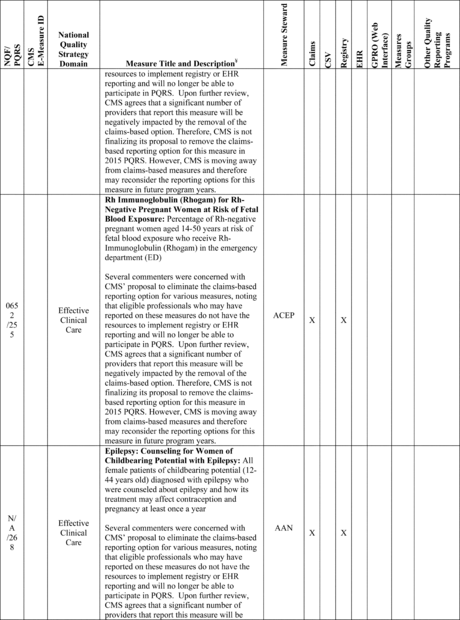 NQF/
PQRS
CMS
E-Measure ID
National
Quality
Strategy
Domain
Measure Title and Description¥
Measure Steward
Claims
CSV
Registry
EHR
GPRO (Web
Interface)
Measures
Groups
Other Quality
Reporting
Programs
resources to implement registry or EHR
reporting and will no longer be able to
participate in PQRS.  Upon further review,
CMS agrees that a significant number of
providers that report this measure will be
negatively impacted by the removal of the
claims-based option. Therefore, CMS is not
finalizing its proposal to remove the claims-
based reporting option for this measure in
2015 PQRS. However, CMS is moving away
from claims-based measures and therefore
may reconsider the reporting options for this
measure in future program years.
065
2
/25
5
Effective
Clinical
Care
Rh Immunoglobulin (Rhogam) for Rh-
Negative Pregnant Women at Risk of Fetal
Blood Exposure: Percentage of Rh-negative
pregnant women aged 14-50 years at risk of
fetal blood exposure who receive Rh-
Immunoglobulin (Rhogam) in the emergency
department (ED)
Several commenters were concerned with
CMS' proposal to eliminate the claims-based
reporting option for various measures, noting
that eligible professionals who may have
reported on these measures do not have the
resources to implement registry or EHR
reporting and will no longer be able to
participate in PQRS.  Upon further review,
CMS agrees that a significant number of
providers that report this measure will be
negatively impacted by the removal of the
claims-based option. Therefore, CMS is not
finalizing its proposal to remove the claims-
based reporting option for this measure in
2015 PQRS. However, CMS is moving away
from claims-based measures and therefore
may reconsider the reporting options for this
measure in future program years.
ACEP
X
X
N/
A
/26
8
Effective
Clinical
Care
Epilepsy: Counseling for Women of
Childbearing Potential with Epilepsy: All
female patients of childbearing potential (12-
44 years old) diagnosed with epilepsy who
were counseled about epilepsy and how its
treatment may affect contraception and
pregnancy at least once a year
Several commenters were concerned with
CMS' proposal to eliminate the claims-based
reporting option for various measures, noting
that eligible professionals who may have
reported on these measures do not have the
resources to implement registry or EHR
reporting and will no longer be able to
participate in PQRS.  Upon further review,
CMS agrees that a significant number of
providers that report this measure will be
AAN
X
X